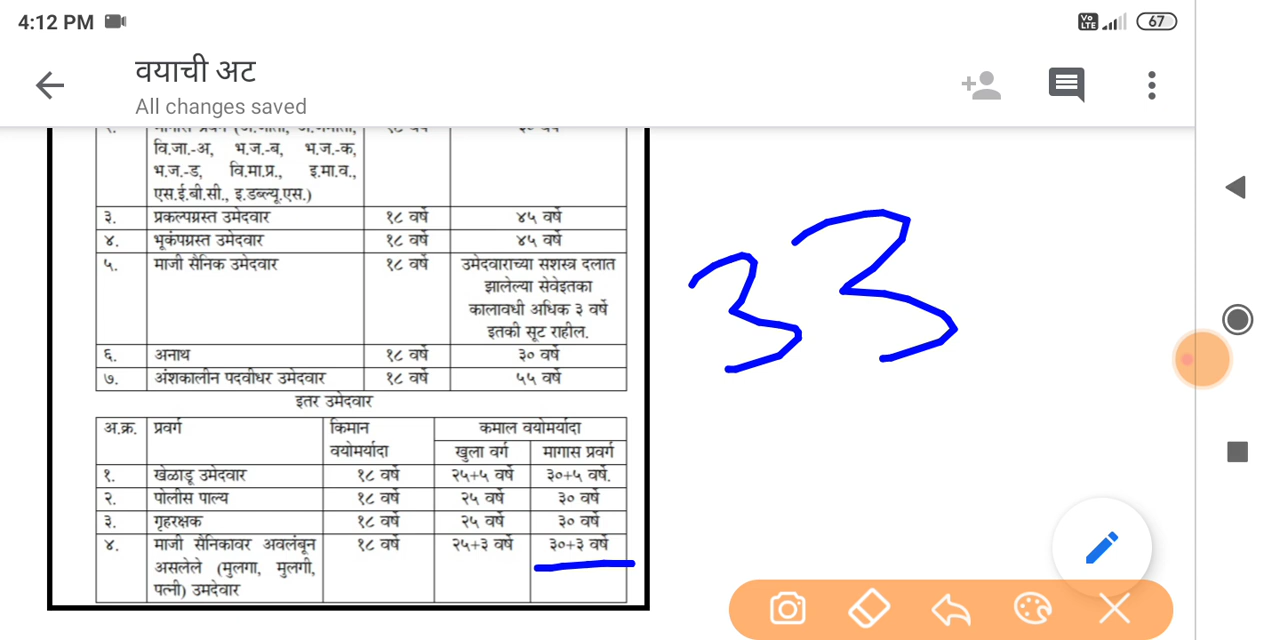 4:12 PM
Vo LTE
67
वयाची अट
All changes saved
वि.जा.-अ, भ.ज.-ब, भ.ज.-क,
भ.ज.-ड, वि.मा.प्र., इ.मा.व.,
एस.ई.बी.सी., इ.डब्ल्यू.एस.)
३. प्रकल्पग्रस्त उमेदवार १८ वर्षे ४५ वर्षे
४. भूकंपग्रस्त उमेदवार १८ वर्षे ४५ वर्षे
५. माजी सैनिक उमेदवार १८ वर्षे उमेदवाराच्या सशस्त्र दलात
झालेल्या सेवेइतका
कालावधी अधिक ३ वर्षे
इतकी सूट राहील.
६. अनाथ १८ वर्षे ३० वर्षे
७. अंशकालीन पदवीधर उमेदवार १८ वर्षे ५५ वर्षे
इतर उमेदवार
अ.क्र. प्रवर्ग किमान वयोमर्यादा कमाल वयोमर्यादा
खुला वर्ग मागास प्रवर्ग
१. खेळाडू उमेदवार १८ वर्षे २५+५ वर्षे ३०+५ वर्षे.
२. पोलीस पाल्य १८ वर्षे २५ वर्षे ३० वर्षे
३. गृहरक्षक १८ वर्षे २५ वर्षे ३० वर्षे
४. माजी सैनिकावर अवलंबून १८ वर्षे २५+३ वर्षे ३०+३ वर्षे
असलेले (मुलगा, मुलगी,
पत्नी) उमदेवार
33